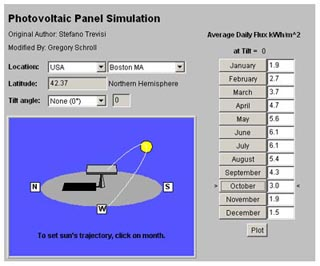 Photovoltaic Panel Simulation
Original Author: Stefano Trevisi
Modified By: Gregory Schroll
Location: USA Boston MA
Latitude: 42.37 Northern Hemisphere
Tilt angle: None (0°) 0
N
S
W
To set sun's trajectory, click on month.
Average Daily Flux kWh/m^2
at Tilt = 0
January 1.9
February 2.7
March 3.7
April 4.7
May 5.6
June 6.1
July 6.1
August 5.4
September 4.3
> October 3.0 <
November 1.9
December 1.5
Plot